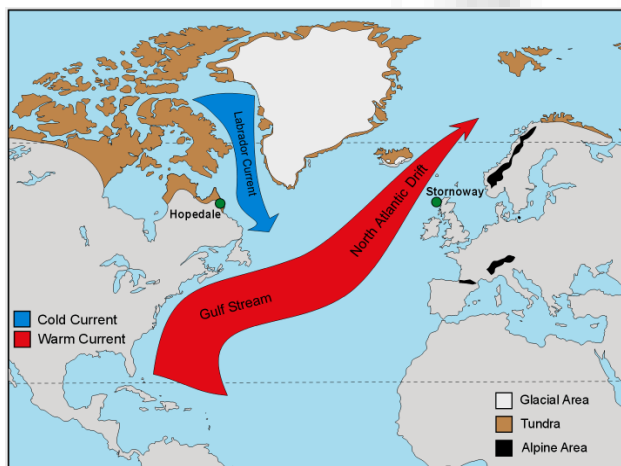 Labrador Current
Hopedale
Stornoway
North Atlantic Drift
Gulf Stream
Cold Current
Warm Current
Glacial Area
Tundra
Alpine Area